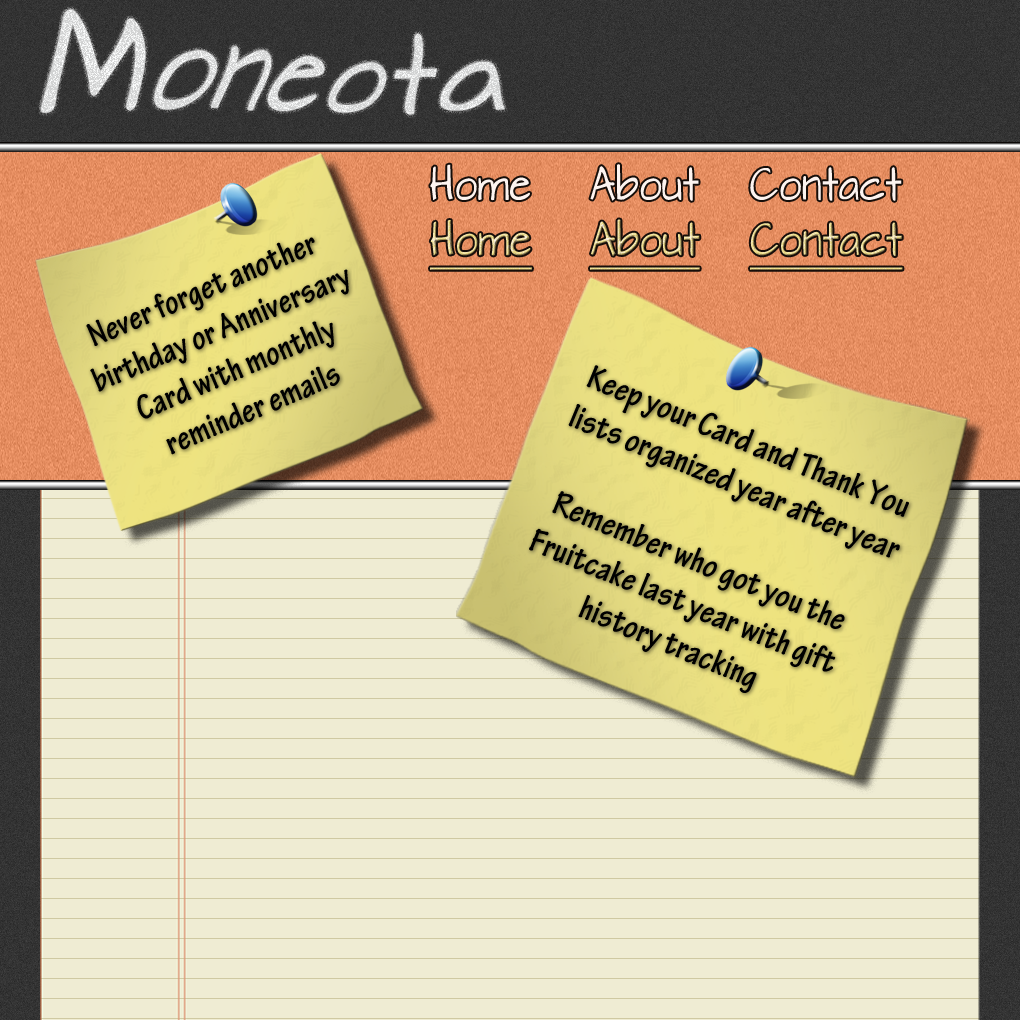 Moneota
Home About Contact
Home About Contact
Never forget another
birthday or Anniversary
Card with monthly
reminder emails
Keep your Card and Thank You
lists organized year after year
Remember who got you the
Fruitcake last year with gift
history tracking